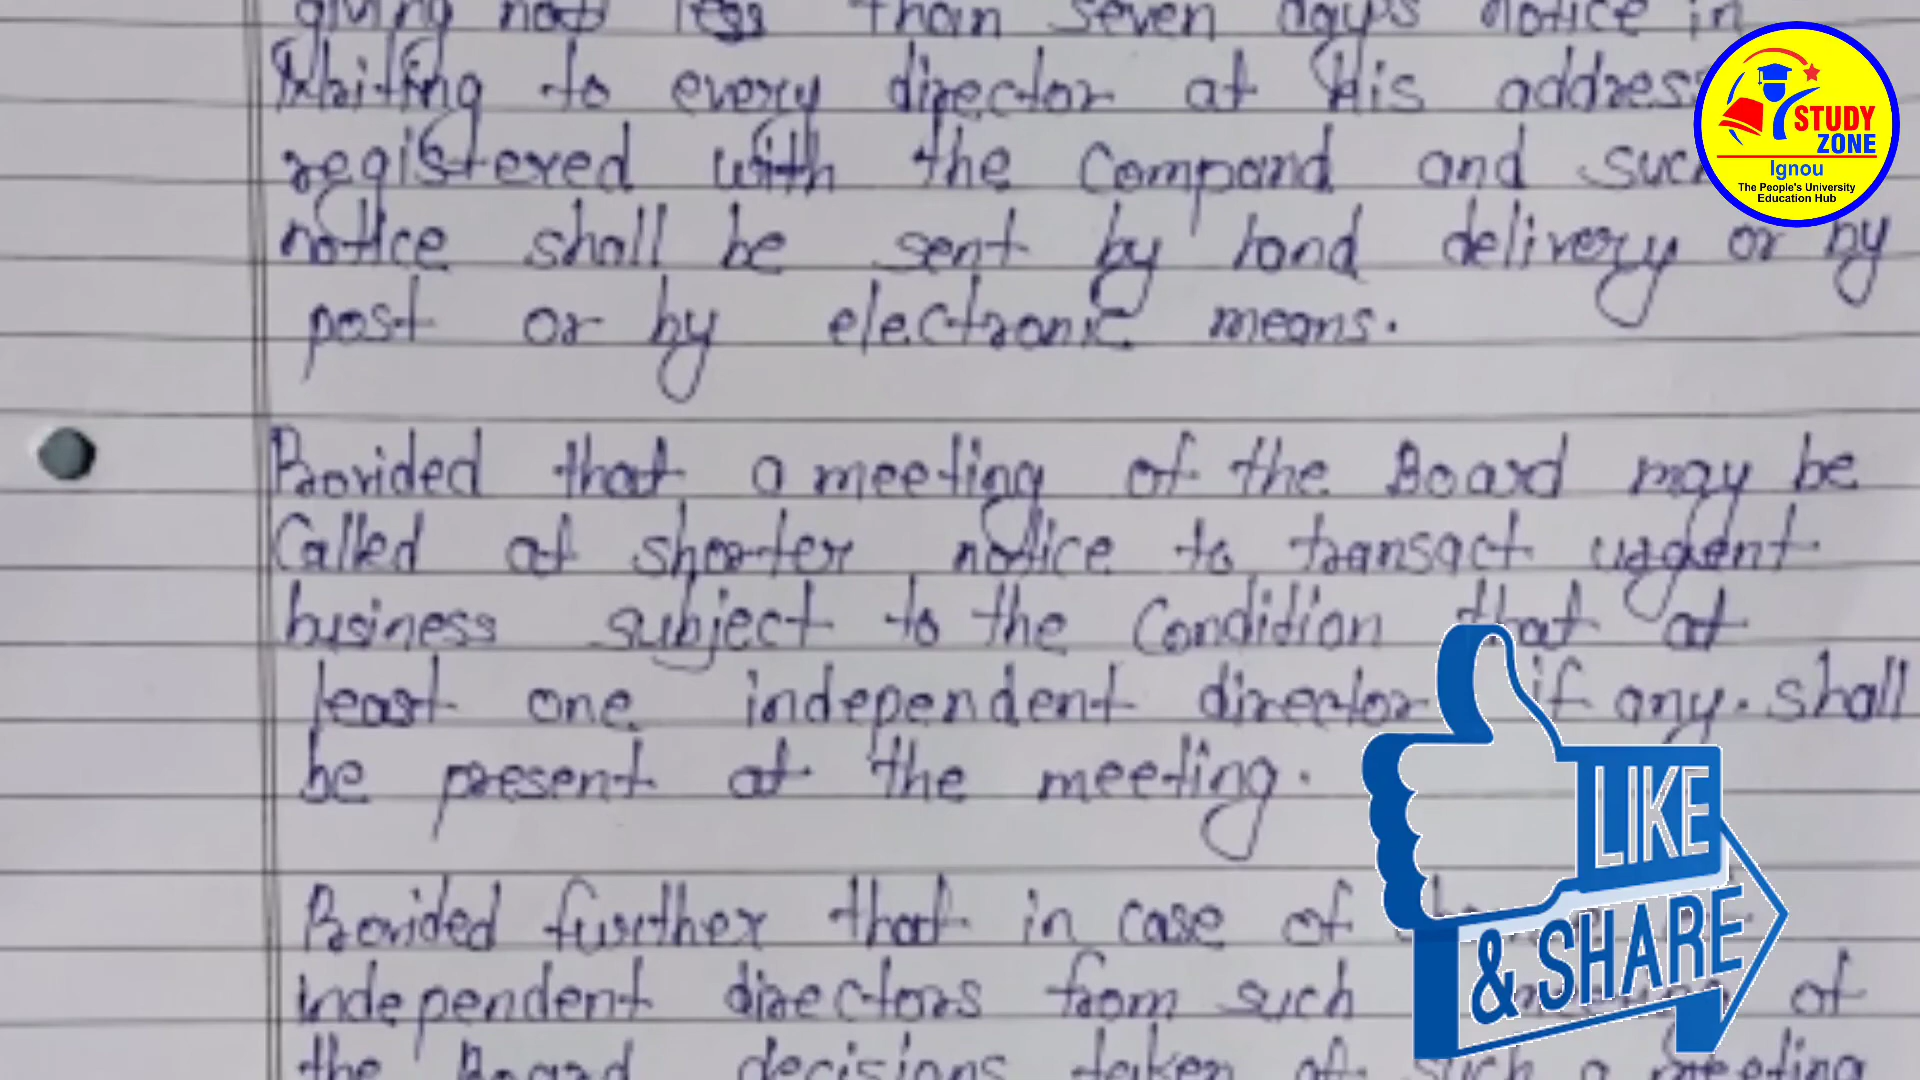 giving not less than seven days notice in
Writing to every director at His address
registered with the Compand and such
notice shall be sent by hond delivery or by
post or by electronic means.
Provided that a meeting of the Board may be
Called at shorter notice to transact urgent
business subject to the Condidion that at
least one independent director if any. shall
be present at the meeting.
Provided further that in case of
independent directors from such of
the Board decisions taken at such a meeting
STUDY
ZONE
Ignou
The People's University
Education Hub
LIKE
& SHARE